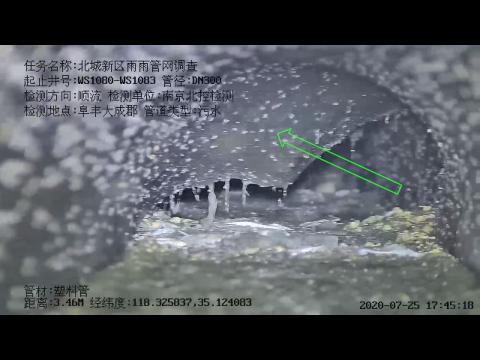 任务名称:北城新区雨雨管网调查
起止井号:WS1080-WS1083 管径:DN300
检测方向:顺流 检测单位:南京北控检测
检测地点:阜丰大成郡 管道类型:污水
管材:塑料管
距离:3.46M 经纬度:118.325837,35.124083
2020-07-25 17:45:18